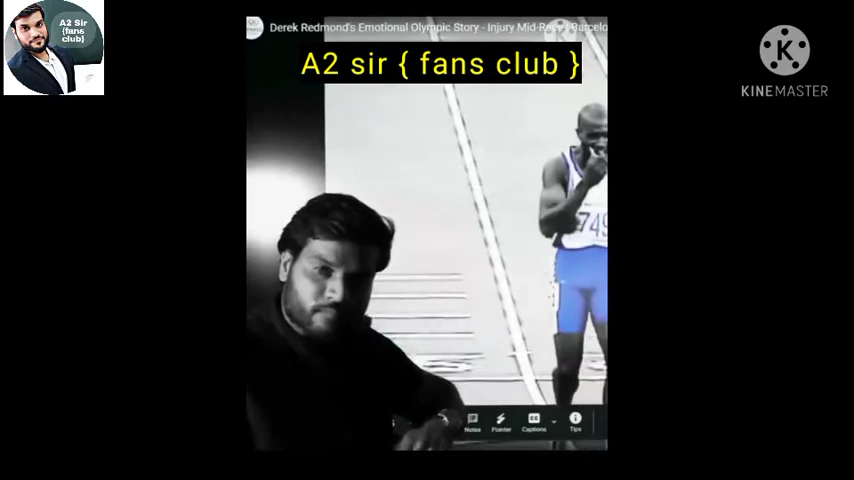 A2 Sir
{fans
club}
Derek Redmond's Emotional Olympic Story - Injury Mid-Race | Barcelo
A2 sir { fans club }
K
KINEMASTER
749
Notes
Pointer
Captions
Tips